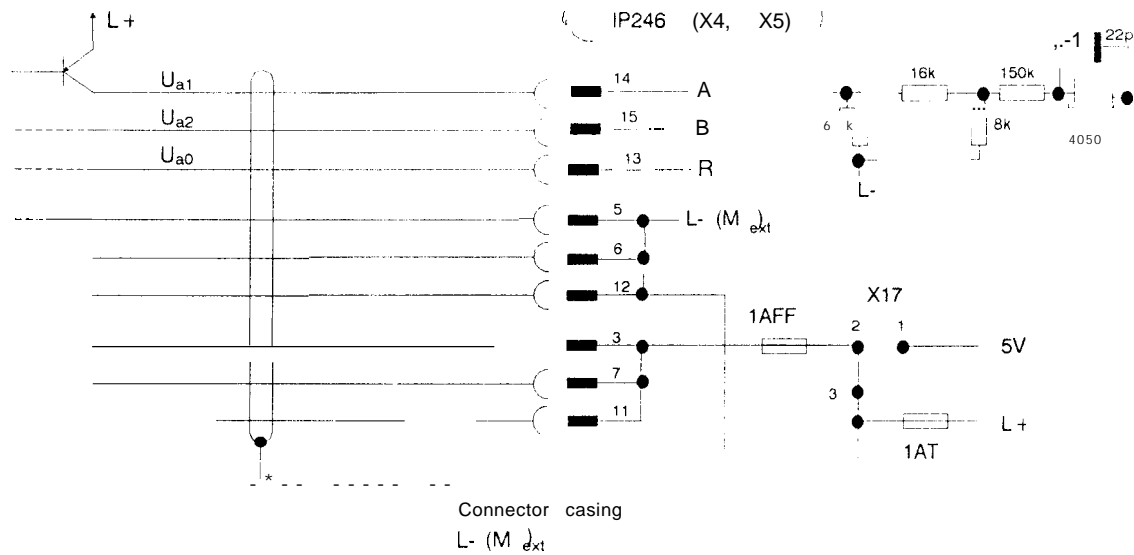 L+
IP246 (X4, X5)
22p
Ua1
14
A
16k
150k
Ua2
15
B
6 k
8k
4050
Ua0
13
R
L-
5
L- (M ext)
6
12
X17
1AFF
2
1
3
5V
7
3
11
L+
1AT
*
Connector casing
L- (M ext)